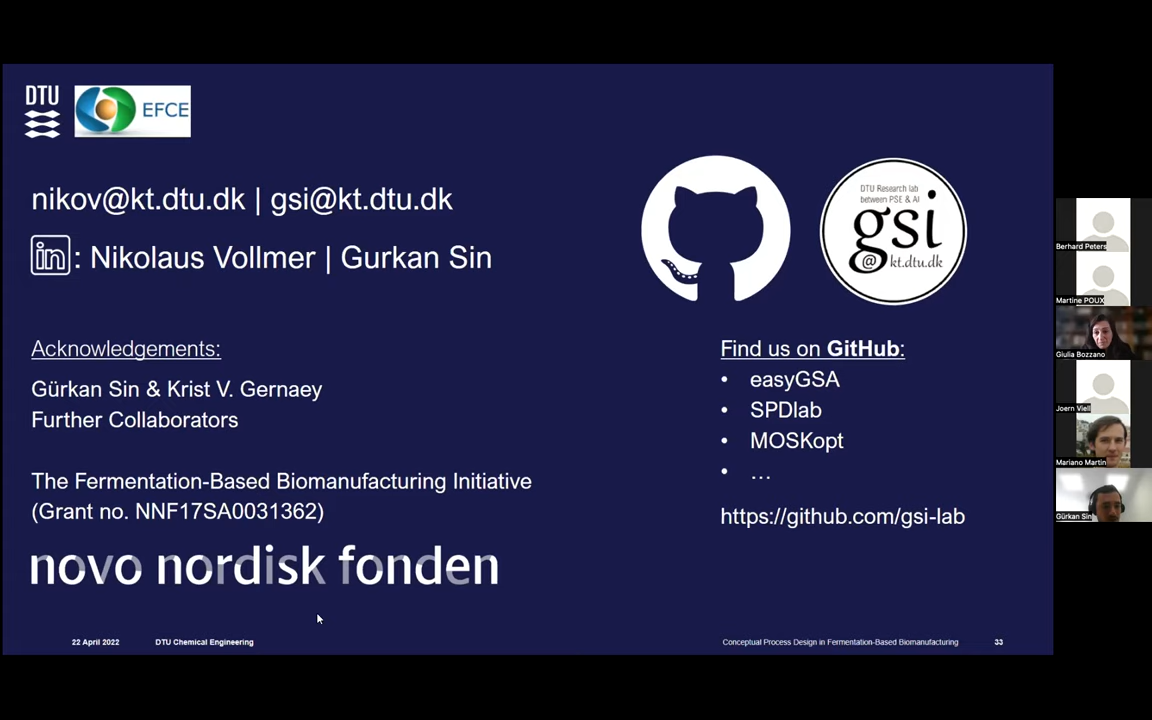 DTU
EFCE
nikov@kt.dtu.dk | gsi@kt.dtu.dk
in: Nikolaus Vollmer | Gurkan Sin
DTU Research lab
between PSE & AI
gsi
@kt.dtu.dk
Acknowledgements:
Gürkan Sin & Krist V. Gernaey
Further Collaborators
The Fermentation-Based Biomanufacturing Initiative
(Grant no. NNF17SA0031362)
novo nordisk fonden
Find us on GitHub:
• easyGSA
• SPDlab
• MOSKopt
• …
https://github.com/gsi-lab
22 April 2022 DTU Chemical Engineering Conceptual Process Design in Fermentation-Based Biomanufacturing 33
Berhard Peters
Martine POUX
Giulia Bozzano
Joern Viell
Mariano Martin
Gürkan Sin